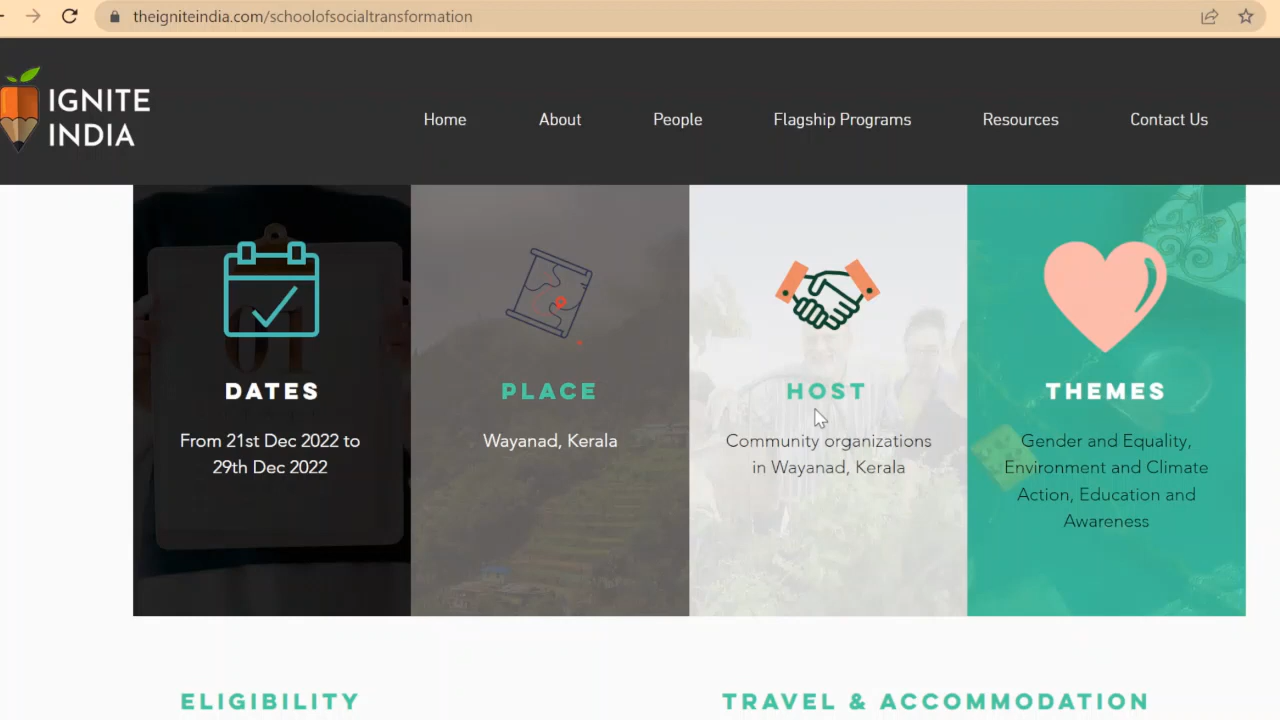 theigniteindia.com/schoolofsocialtransformation
IGNITE
INDIA
Home
About
People
Flagship Programs
Resources
Contact Us
01
DATES
From 21st Dec 2022 to
29th Dec 2022
PLACE
Wayanad, Kerala
HOST
Community organizations
in Wayanad, Kerala
THEMES
Gender and Equality,
Environment and Climate
Action, Education and
Awareness
ELIGIBILITY
TRAVEL & ACCOMMODATION